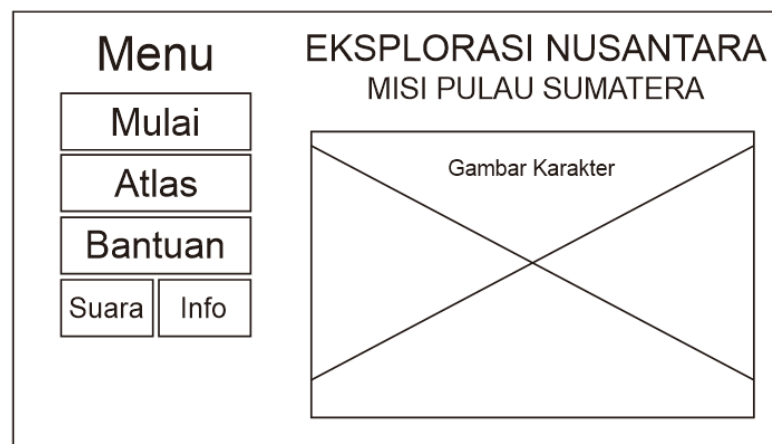 Menu
Mulai
Atlas
Bantuan
Suara
Info
EKSPLORASI NUSANTARA
MISI PULAU SUMATERA
Gambar Karakter